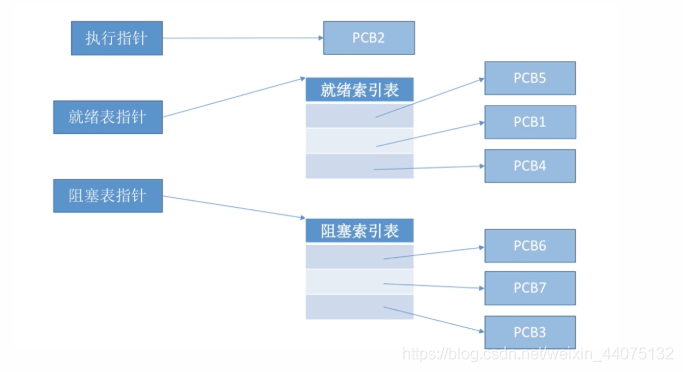 执行指针
PCB2
就绪表指针
就绪索引表
PCB5
PCB1
PCB4
阻塞表指针
阻塞索引表
PCB6
PCB7
PCB3
https://blog.csdn.net/weixin_44075132